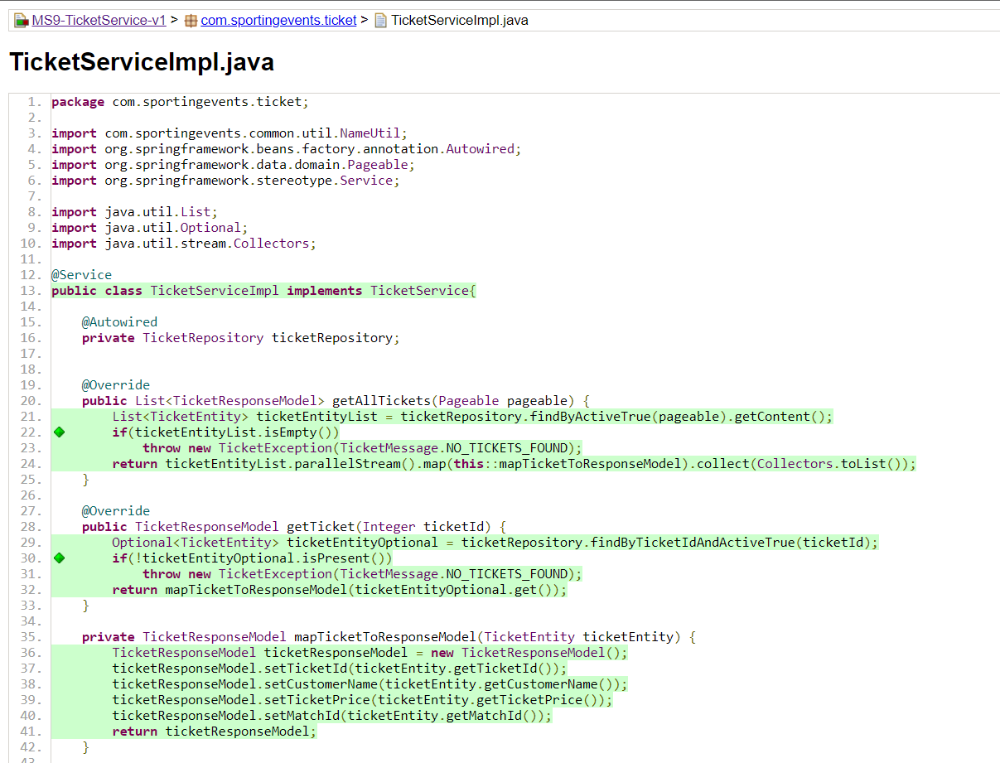 MS9-TicketService-v1 > com.sportingevents.ticket > TicketServiceImpl.java
TicketServiceImpl.java
1. package com.sportingevents.ticket;
2.
3. import com.sportingevents.common.util.NameUtil;
4. import org.springframework.beans.factory.annotation.Autowired;
5. import org.springframework.data.domain.Pageable;
6. import org.springframework.stereotype.Service;
7.
8. import java.util.List;
9. import java.util.Optional;
10. import java.util.stream.Collectors;
11.
12. @Service
13. public class TicketServiceImpl implements TicketService{
14.
15.     @Autowired
16.     private TicketRepository ticketRepository;
17.
18.
19.     @Override
20.     public List<TicketResponseModel> getAllTickets(Pageable pageable) {
21.         List<TicketEntity> ticketEntityList = ticketRepository.findByActiveTrue(pageable).getContent();
22.         if(ticketEntityList.isEmpty())
23.             throw new TicketException(TicketMessage.NO_TICKETS_FOUND);
24.         return ticketEntityList.parallelStream().map(this::mapTicketToResponseModel).collect(Collectors.toList());
25.     }
26.
27.     @Override
28.     public TicketResponseModel getTicket(Integer ticketId) {
29.         Optional<TicketEntity> ticketEntityOptional = ticketRepository.findByTicketIdAndActiveTrue(ticketId);
30.         if(!ticketEntityOptional.isPresent())
31.             throw new TicketException(TicketMessage.NO_TICKETS_FOUND);
32.         return mapTicketToResponseModel(ticketEntityOptional.get());
33.     }
34.
35.     private TicketResponseModel mapTicketToResponseModel(TicketEntity ticketEntity) {
36.         TicketResponseModel ticketResponseModel = new TicketResponseModel();
37.         ticketResponseModel.setTicketId(ticketEntity.getTicketId());
38.         ticketResponseModel.setCustomerName(ticketEntity.getCustomerName());
39.         ticketResponseModel.setTicketPrice(ticketEntity.getTicketPrice());
40.         ticketResponseModel.setMatchId(ticketEntity.getMatchId());
41.         return ticketResponseModel;
42.     }
43.